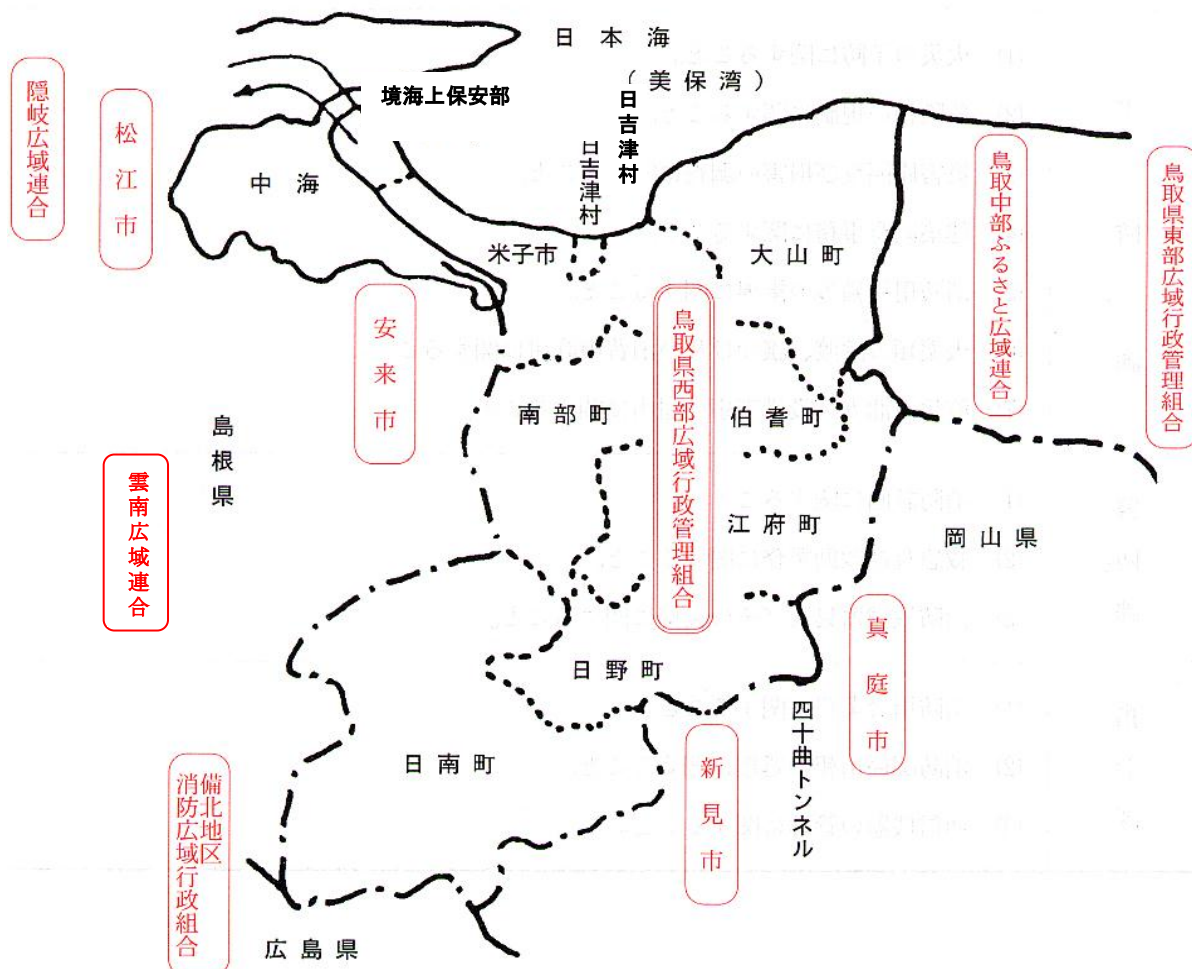 日本海
（美保湾）
境海上保安部
日吉津村
日吉津村
隠岐広域連合
松江市
中海
米子市
大山町
鳥取中部ふるさと広域連合
鳥取県東部広域行政管理組合
安来市
鳥取県西部広域行政管理組合
南部町
伯耆町
島根県
雲南広域連合
江府町
岡山県
真庭市
日野町
四十曲トンネル
新見市
日南町
備北地区
消防広域行政組合
広島県